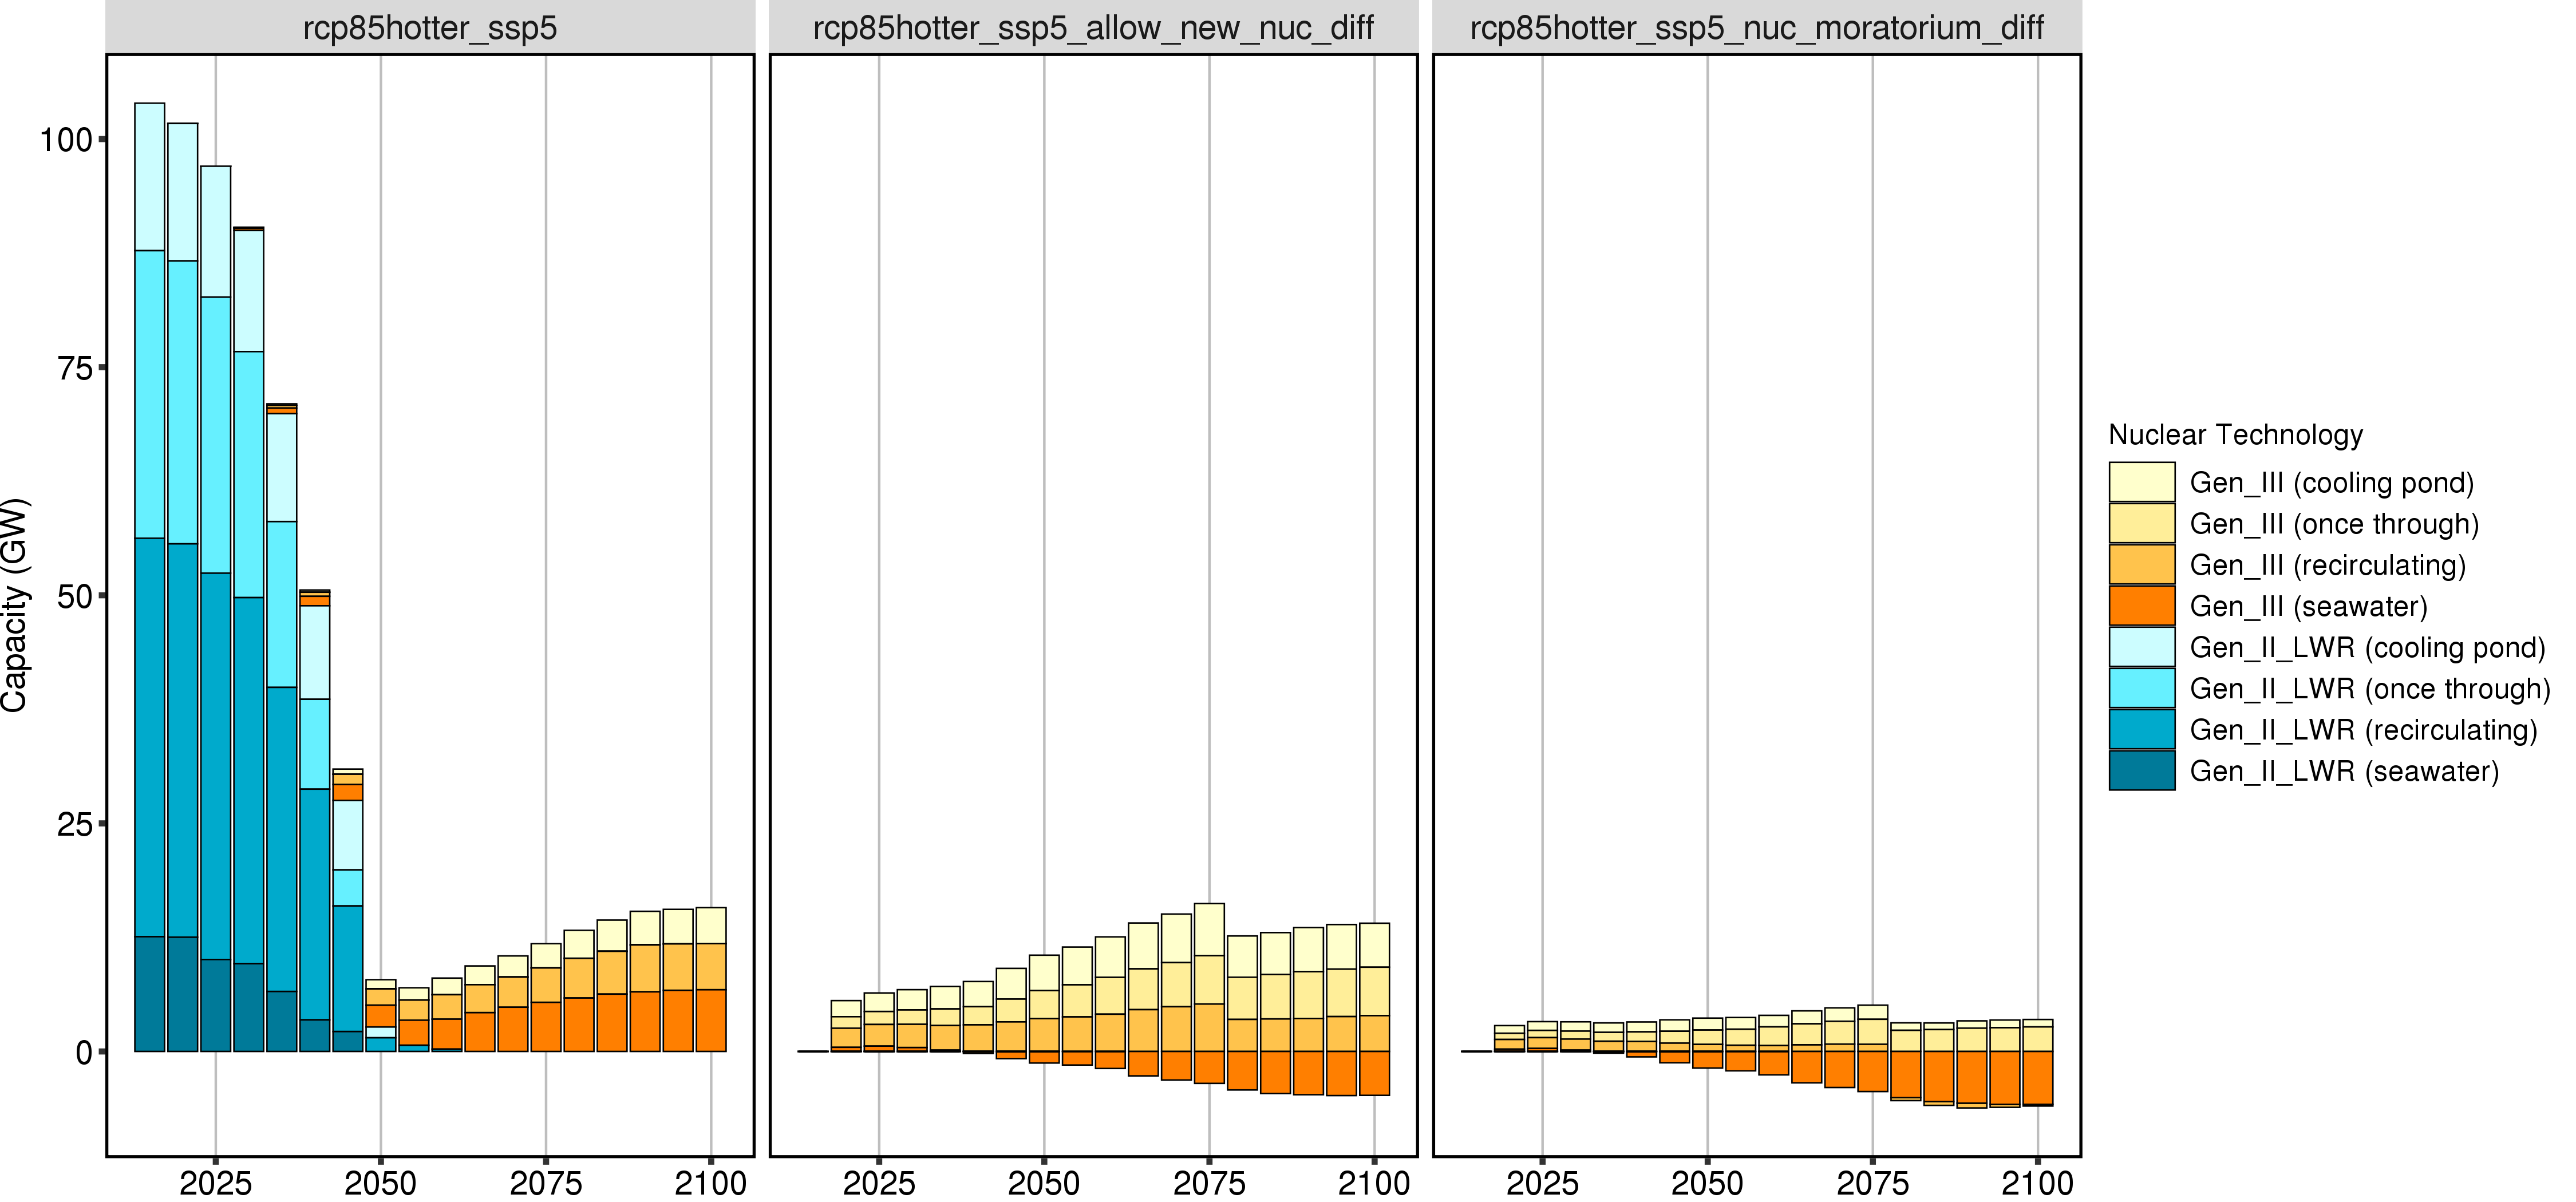 rcp85hotter_ssp5
rcp85hotter_ssp5_allow_new_nuc_diff
rcp85hotter_ssp5_nuc_moratorium_diff
Capacity (GW)
100
75
50
25
0
2025
2050
2075
2100
2025
2050
2075
2100
2025
2050
2075
2100
Nuclear Technology
Gen_III (cooling pond)
Gen_III (once through)
Gen_III (recirculating)
Gen_III (seawater)
Gen_II_LWR (cooling pond)
Gen_II_LWR (once through)
Gen_II_LWR (recirculating)
Gen_II_LWR (seawater)